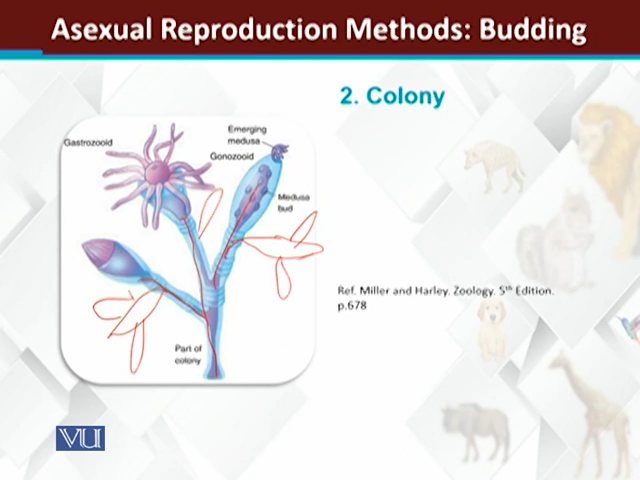 Asexual Reproduction Methods: Budding
2. Colony
Gastrozooid
Emerging
medusa
Gonozooid
Medusa
bud
Part of
colony
Ref. Miller and Harley. Zoology. 5th Edition.
p.678
VU